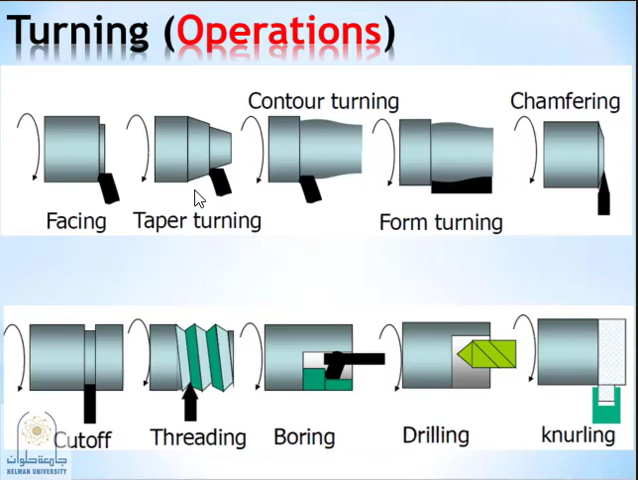 Turning (Operations)
Contour turning
Chamfering
Facing
Taper turning
Form turning
Cutoff
Threading
Boring
Drilling
knurling
جامعة حلوان
HELWAN UNIVERSITY